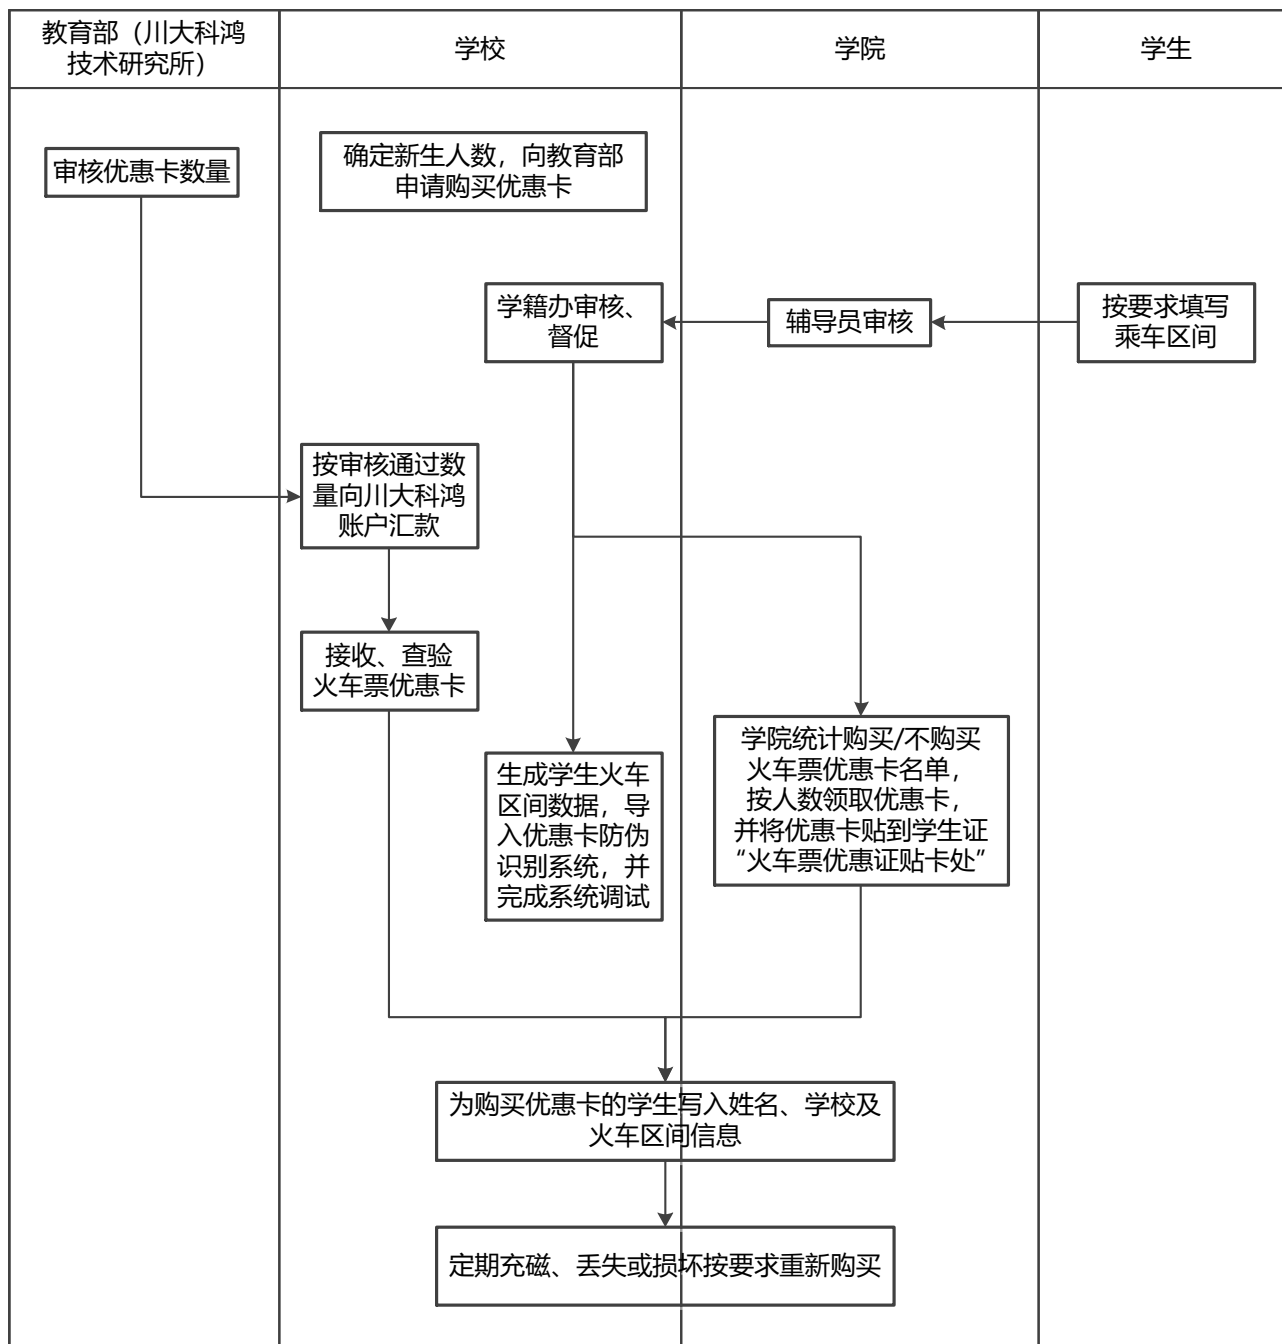 教育部（川大科鸿
技术研究所）
学校
学院
学生
审核优惠卡数量
确定新生人数，向教育部
申请购买优惠卡
学籍办审核、
督促
辅导员审核
按要求填写
乘车区间
按审核通过数
量向川大科鸿
账户汇款
接收、查验
火车票优惠卡
生成学生火车
区间数据，导
入优惠卡防伪
识别系统，并
完成系统调试
学院统计购买/不购买
火车票优惠卡名单，
按人数领取优惠卡，
并将优惠卡贴到学生证
“火车票优惠证贴卡处”
为购买优惠卡的学生写入姓名、学校及
火车区间信息
定期充磁、丢失或损坏按要求重新购买